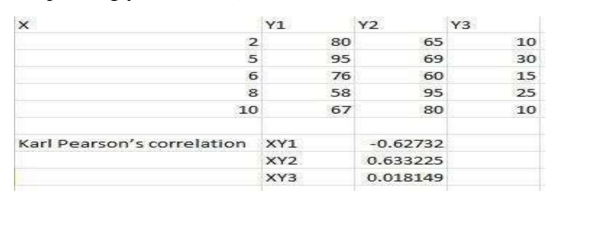 X Y1 Y2 Y3
2 80 65 10
5 95 69 30
6 76 60 15
8 58 95 25
10 67 80 10
Karl Pearson's correlation XY1 -0.62732
XY2 0.633225
XY3 0.018149